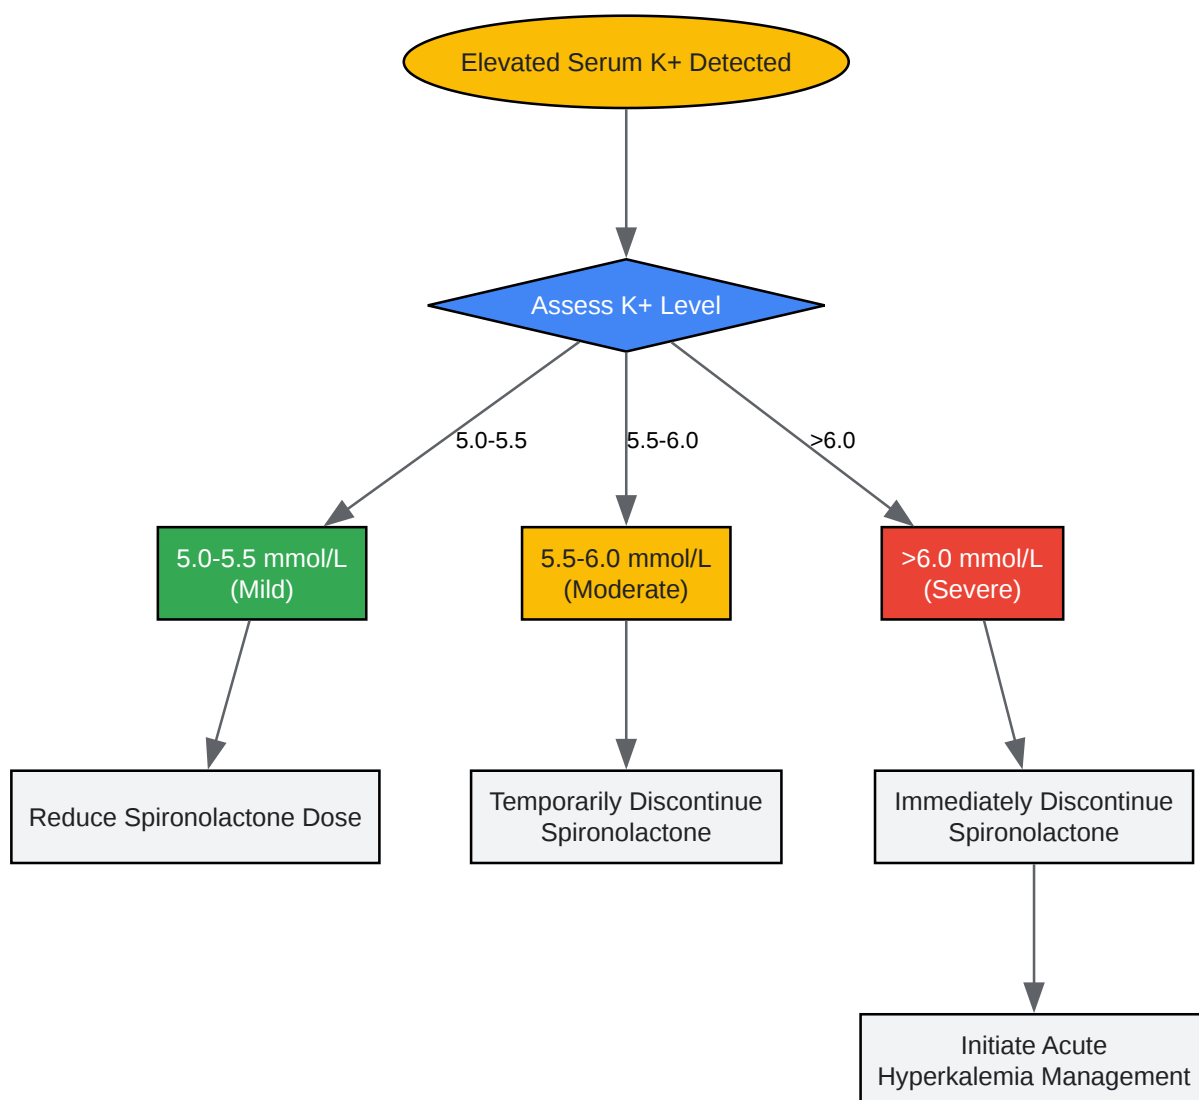 Elevated Serum K+ Detected
Assess K+ Level
5.0-5.5
5.5-6.0
>6.0
5.0-5.5 mmol/L
(Mild)
5.5-6.0 mmol/L
(Moderate)
>6.0 mmol/L
(Severe)
Reduce Spironolactone Dose
Temporarily Discontinue
Spironolactone
Immediately Discontinue
Spironolactone
Initiate Acute
Hyperkalemia Management